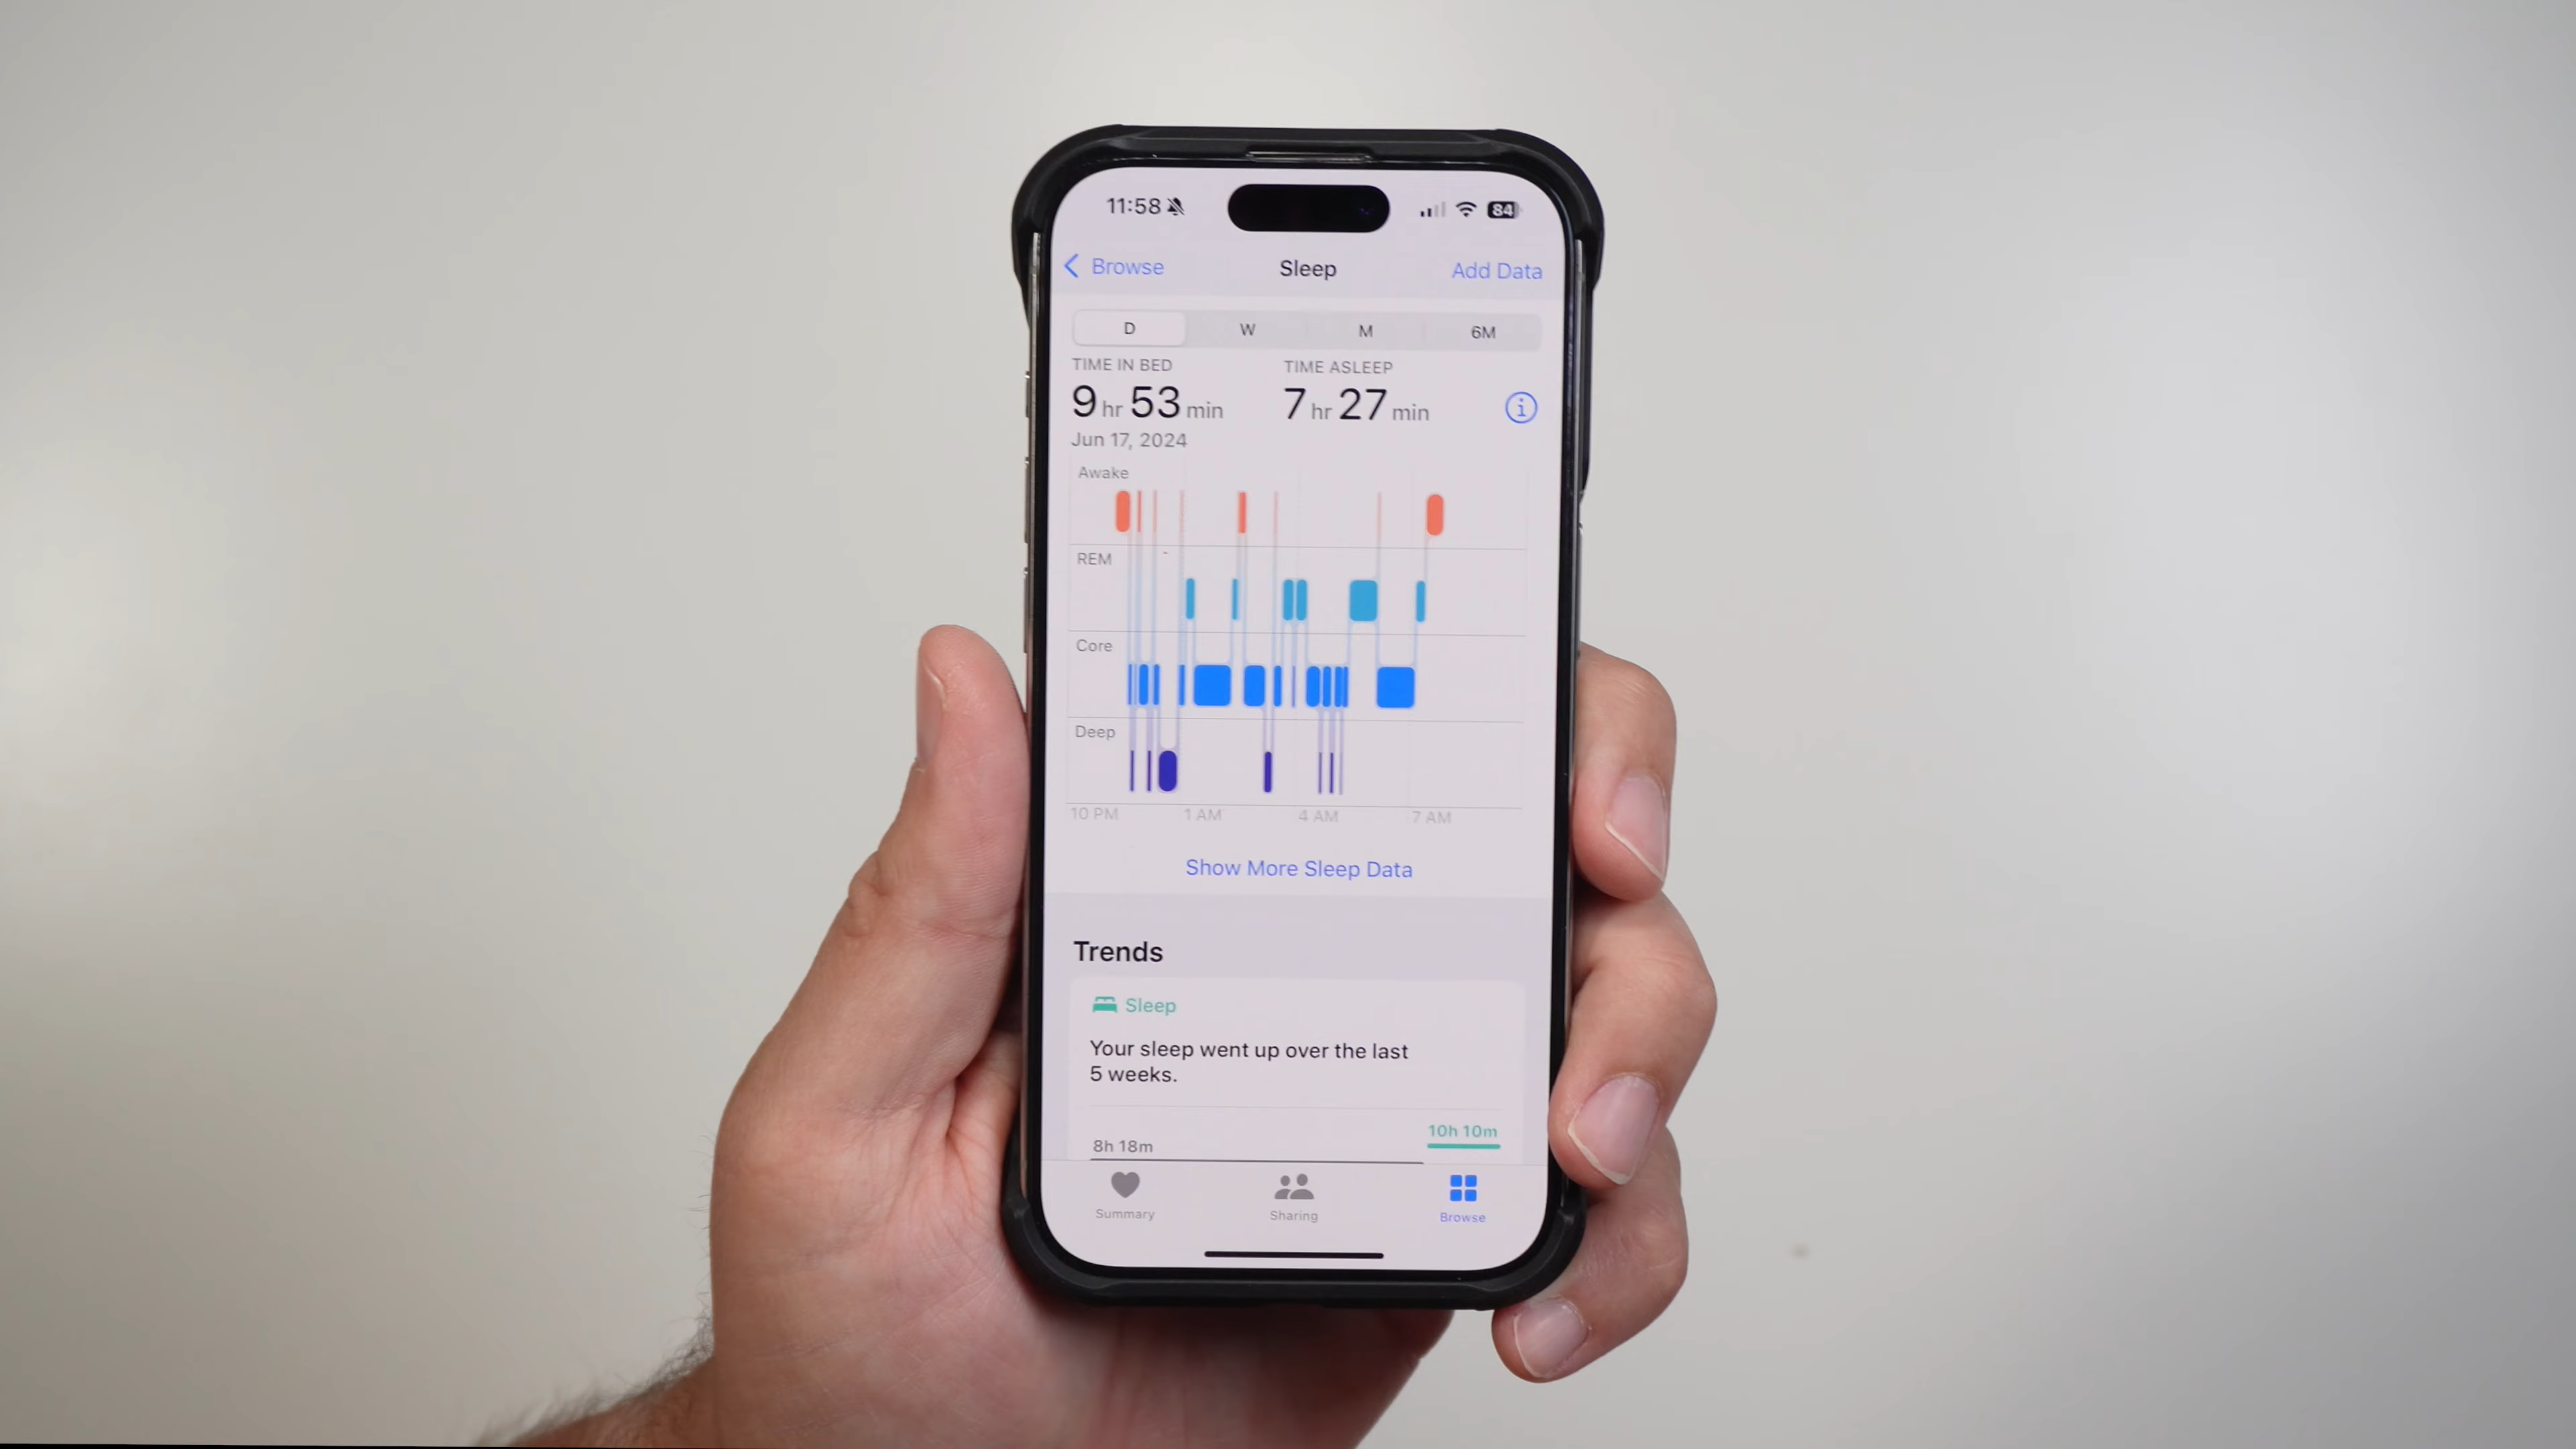 11:58 84
Browse Sleep Add Data
D W M 6M
TIME IN BED TIME ASLEEP
9 hr 53 min 7 hr 27 min
Jun 17, 2024
Awake
REM
Core
Deep
10 PM 1 AM 4 AM 7 AM
Show More Sleep Data
Trends
Sleep
Your sleep went up over the last
5 weeks.
10h 10m
8h 18m
Summary Sharing Browse